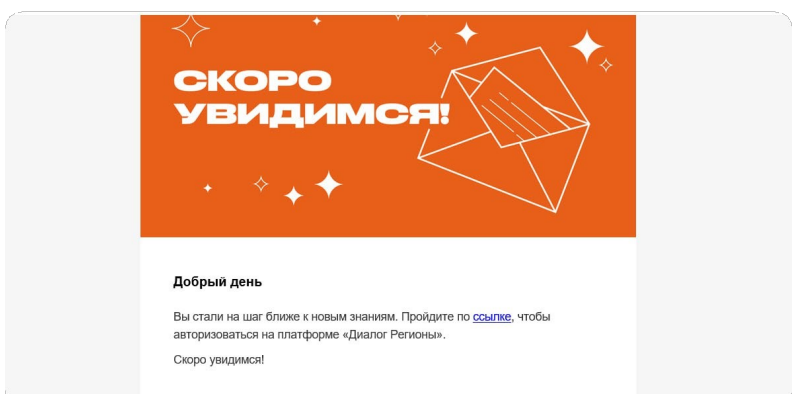 СКОРО
УВИДИМСЯ!
Добрый день
Вы стали на шаг ближе к новым знаниям. Пройдите по ссылке, чтобы
авторизоваться на платформе «Диалог Регионы».
Скоро увидимся!